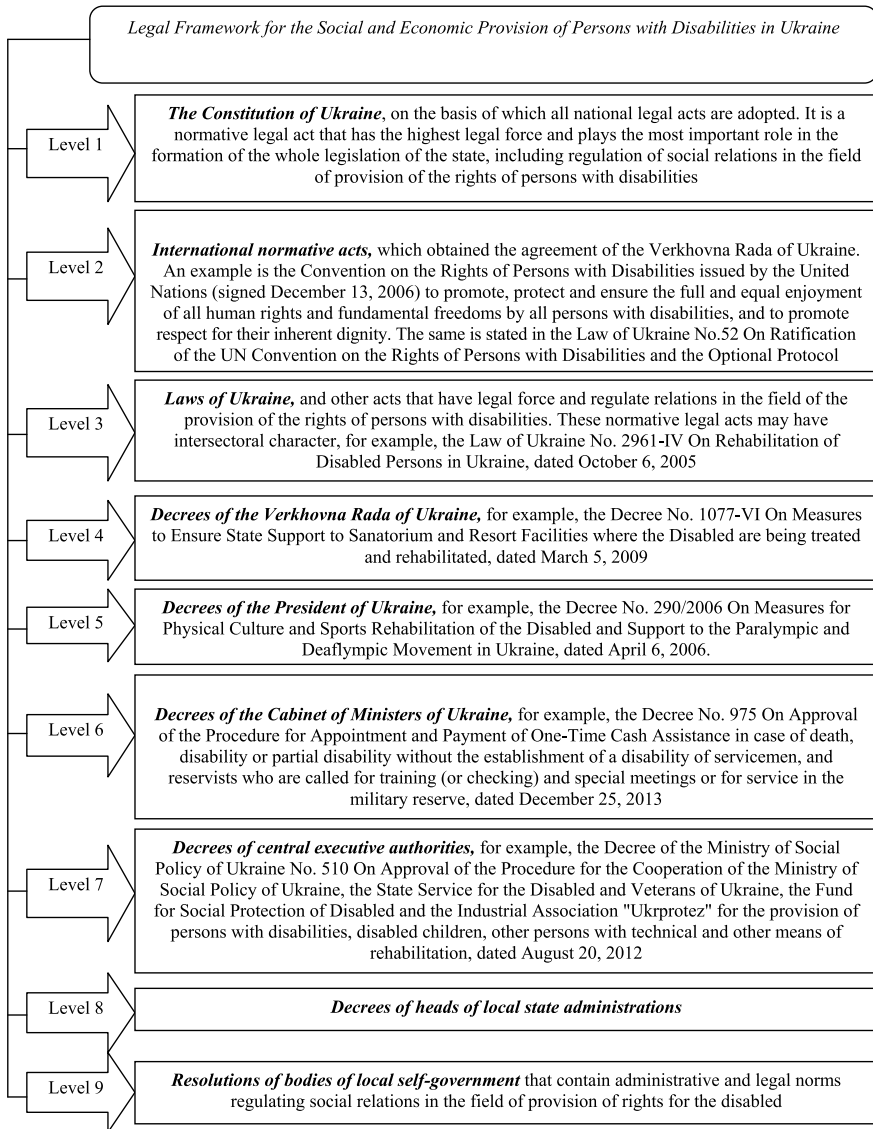 Legal Framework for the Social and Economic Provision of Persons with Disabilities in Ukraine
Level 1
The Constitution of Ukraine, on the basis of which all national legal acts are adopted. It is a
normative legal act that has the highest legal force and plays the most important role in the
formation of the whole legislation of the state, including regulation of social relations in the field
of provision of the rights of persons with disabilities
Level 2
International normative acts, which obtained the agreement of the Verkhovna Rada of Ukraine.
An example is the Convention on the Rights of Persons with Disabilities issued by the United
Nations (signed December 13, 2006) to promote, protect and ensure the full and equal enjoyment
of all human rights and fundamental freedoms by all persons with disabilities, and to promote
respect for their inherent dignity. The same is stated in the Law of Ukraine No.52 On Ratification
of the UN Convention on the Rights of Persons with Disabilities and the Optional Protocol
Level 3
Laws of Ukraine, and other acts that have legal force and regulate relations in the field of the
provision of the rights of persons with disabilities. These normative legal acts may have
intersectoral character, for example, the Law of Ukraine No. 2961-IV On Rehabilitation of
Disabled Persons in Ukraine, dated October 6, 2005
Level 4
Decrees of the Verkhovna Rada of Ukraine, for example, the Decree No. 1077-VI On Measures
to Ensure State Support to Sanatorium and Resort Facilities where the Disabled are being treated
and rehabilitated, dated March 5, 2009
Level 5
Decrees of the President of Ukraine, for example, the Decree No. 290/2006 On Measures for
Physical Culture and Sports Rehabilitation of the Disabled and Support to the Paralympic and
Deaflympic Movement in Ukraine, dated April 6, 2006.
Level 6
Decrees of the Cabinet of Ministers of Ukraine, for example, the Decree No. 975 On Approval
of the Procedure for Appointment and Payment of One-Time Cash Assistance in case of death,
disability or partial disability without the establishment of a disability of servicemen, and
reservists who are called for training (or checking) and special meetings or for service in the
military reserve, dated December 25, 2013
Level 7
Decrees of central executive authorities, for example, the Decree of the Ministry of Social
Policy of Ukraine No. 510 On Approval of the Procedure for the Cooperation of the Ministry of
Social Policy of Ukraine, the State Service for the Disabled and Veterans of Ukraine, the Fund
for Social Protection of Disabled and the Industrial Association "Ukrprotez" for the provision of
persons with disabilities, disabled children, other persons with technical and other means of
rehabilitation, dated August 20, 2012
Level 8
Decrees of heads of local state administrations
Level 9
Resolutions of bodies of local self-government that contain administrative and legal norms
regulating social relations in the field of provision of rights for the disabled